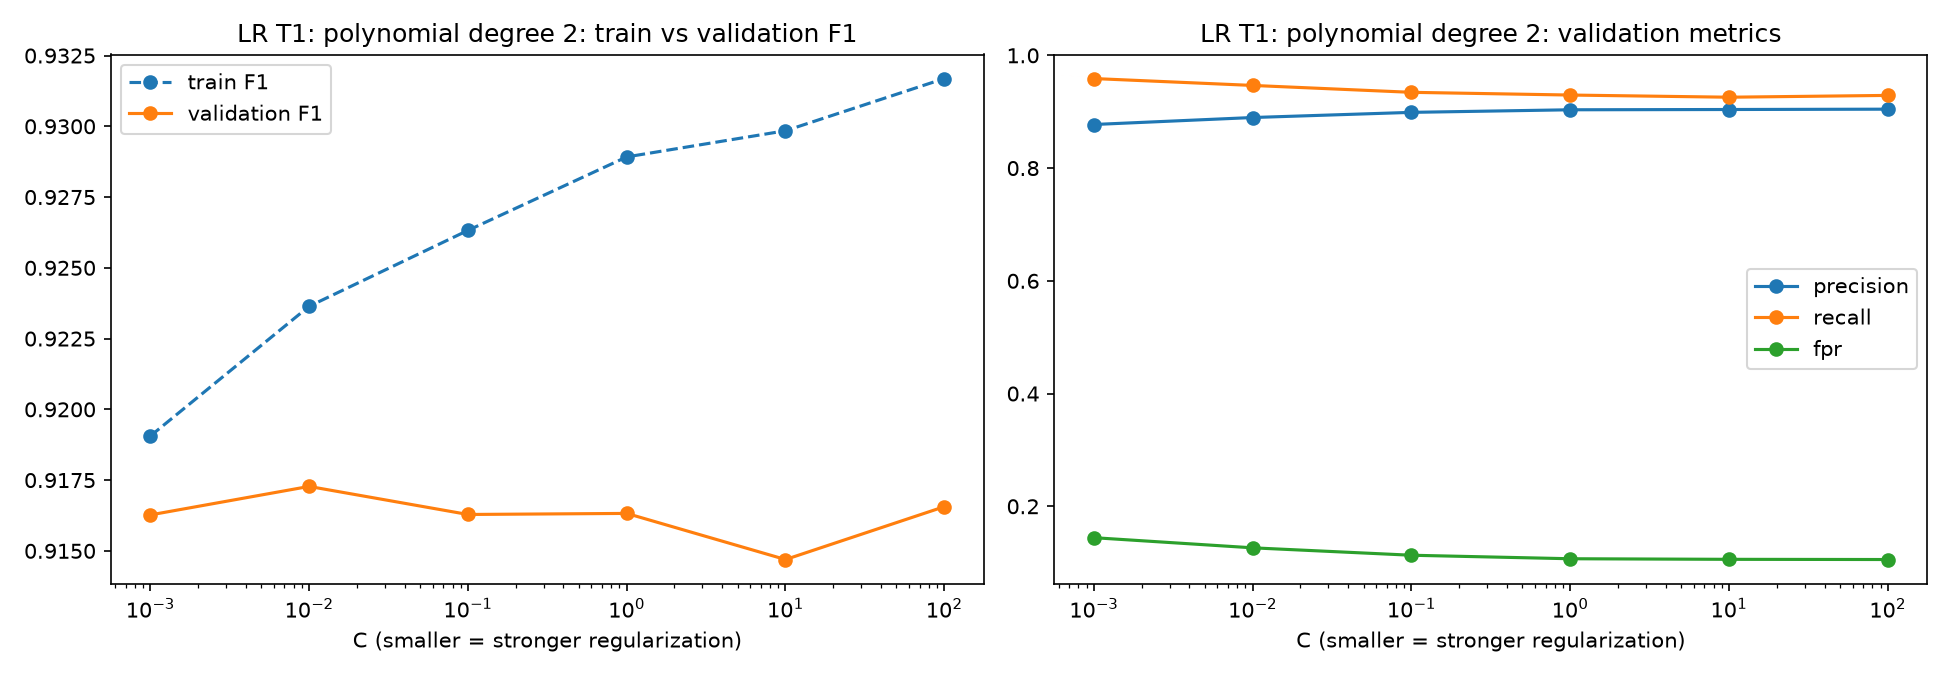 LR T1: polynomial degree 2: train vs validation F1
0.9325
0.9300
0.9275
0.9250
0.9225
0.9200
0.9175
0.9150
train F1
validation F1
10⁻³ 10⁻² 10⁻¹ 10⁰ 10¹ 10²
C (smaller = stronger regularization)
LR T1: polynomial degree 2: validation metrics
1.0
0.8
0.6
0.4
0.2
precision
recall
fpr
10⁻³ 10⁻² 10⁻¹ 10⁰ 10¹ 10²
C (smaller = stronger regularization)